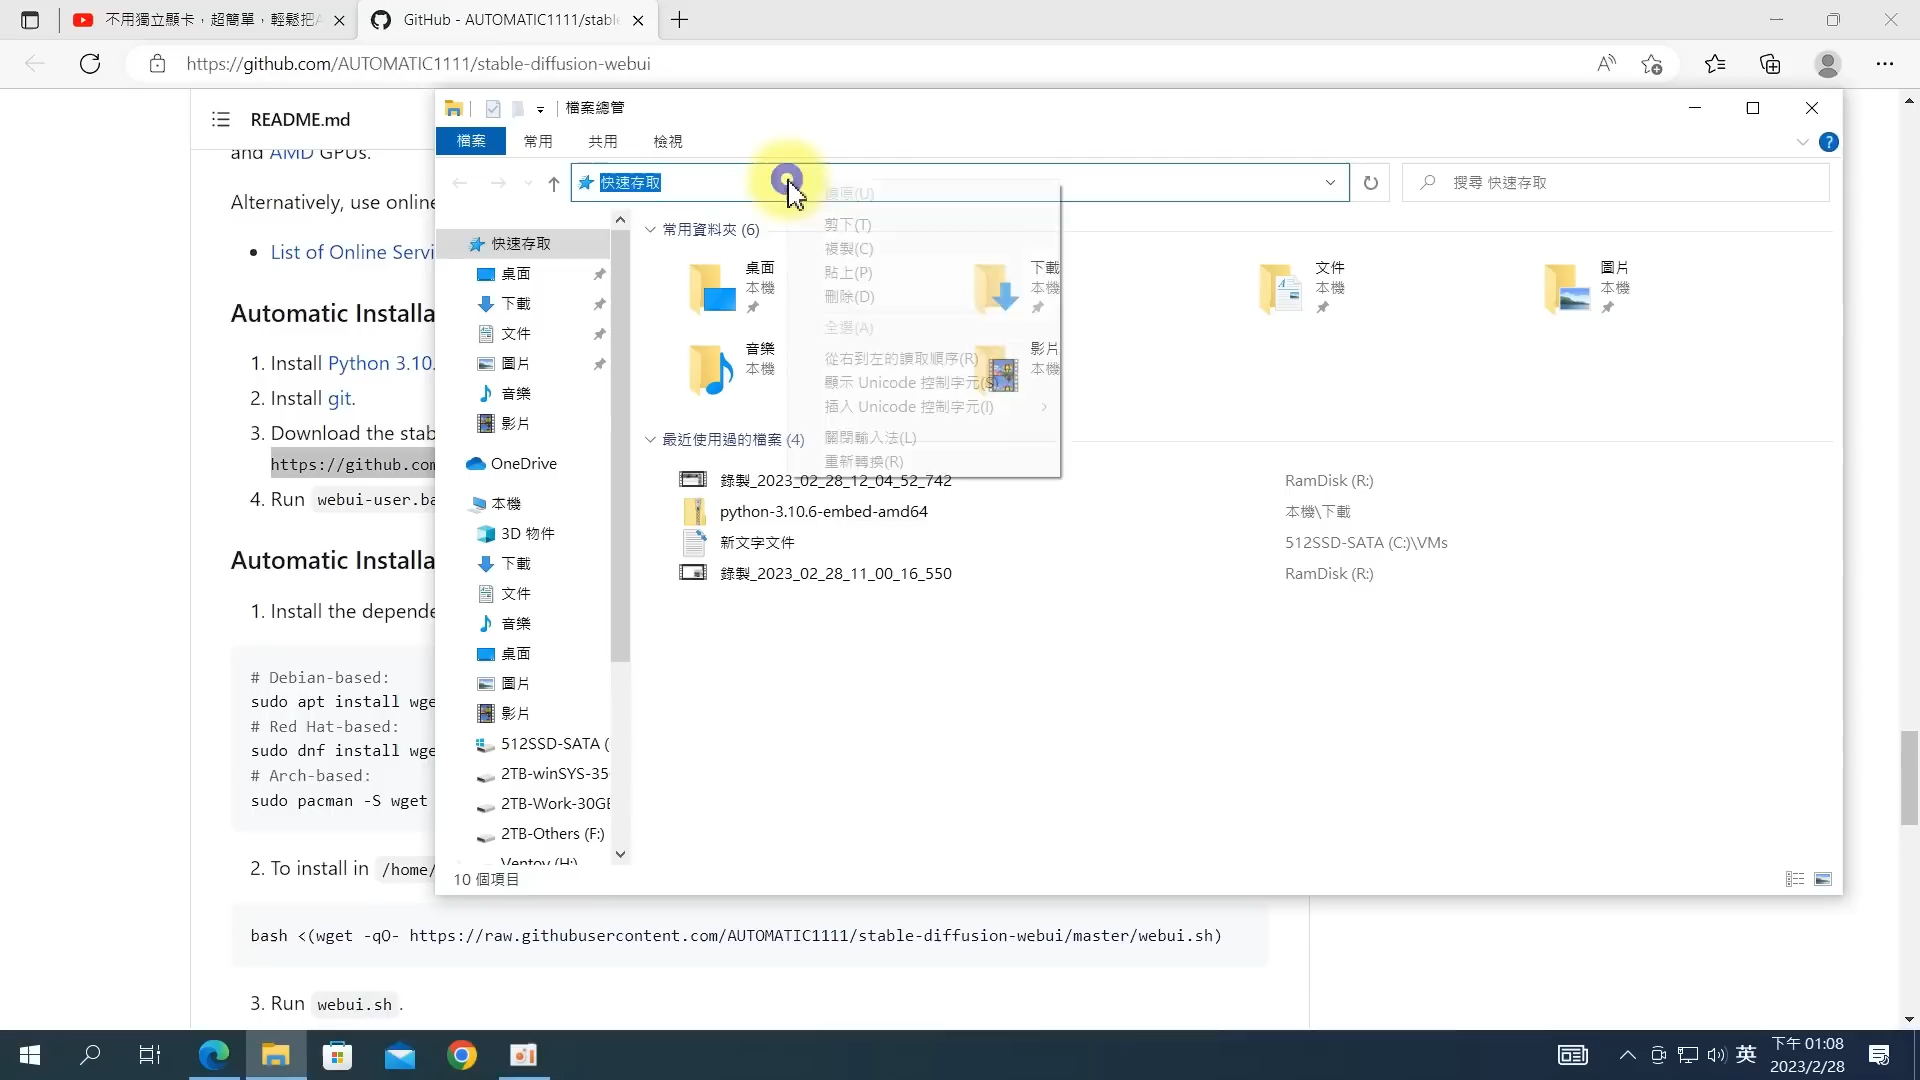 不用獨立顯卡，超簡單，輕鬆把A
GitHub - AUTOMATIC1111/stable
https://github.com/AUTOMATIC1111/stable-diffusion-webui
README.md
and AMD GPUs.
Alternatively, use online
List of Online Servi
Automatic Installa
1. Install Python 3.10.
2. Install git.
3. Download the stab
https://github.com
4. Run webui-user.ba
Automatic Installa
1. Install the depende
# Debian-based:
sudo apt install wge
# Red Hat-based:
sudo dnf install wge
# Arch-based:
sudo pacman -S wget
2. To install in /home/
bash <(wget -qO- https://raw.githubusercontent.com/AUTOMATIC1111/stable-diffusion-webui/master/webui.sh)
3. Run webui.sh.
檔案總管
檔案 常用 共用 檢視
快速存取
搜尋 快速存取
快速存取
桌面
下載
文件
圖片
音樂
影片
OneDrive
本機
3D 物件
下載
文件
音樂
桌面
圖片
影片
512SSD-SATA (
2TB-winSYS-35
2TB-Work-30GE
2TB-Others (F:)
Ventoy (H:)
10 個項目
常用資料夾 (6)
桌面
本機
下載
本機
文件
本機
圖片
本機
音樂
本機
影片
本機
最近使用過的檔案 (4)
錄製_2023_02_28_12_04_52_742 RamDisk (R:)
python-3.10.6-embed-amd64 本機\下載
新文字文件 512SSD-SATA (C:)\VMs
錄製_2023_02_28_11_00_16_550 RamDisk (R:)
復原(U)
剪下(T)
複製(C)
貼上(P)
刪除(D)
全選(A)
從右到左的讀取順序(R)
顯示 Unicode 控制字元(S)
插入 Unicode 控制字元(I)
關閉輸入法(L)
重新轉換(R)
英
下午 01:08
2023/2/28